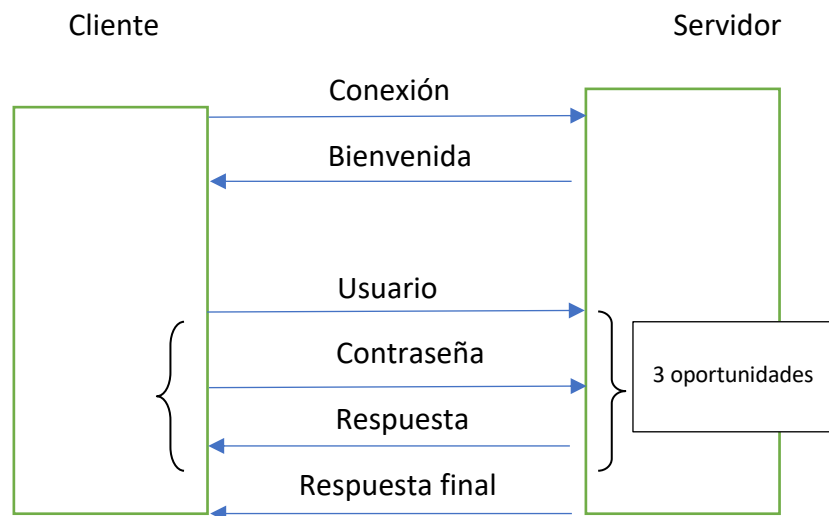 Cliente
Servidor
Conexión
Bienvenida
Usuario
Contraseña
3 oportunidades
Respuesta
Respuesta final